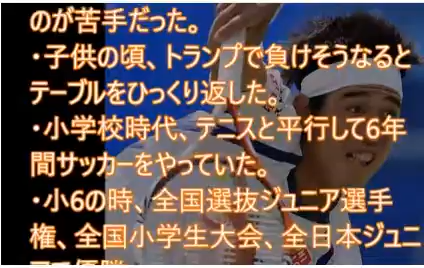 のが苦手だった。
・子供の頃、トランプで負けそうなると
テーブルをひっくり返した。
・小学校時代、テニスと平行して6年
間サッカーをやっていた。
・小6の時、全国選抜ジュニア選手
権、全国小学生大会、全日本ジュニ
アで優勝